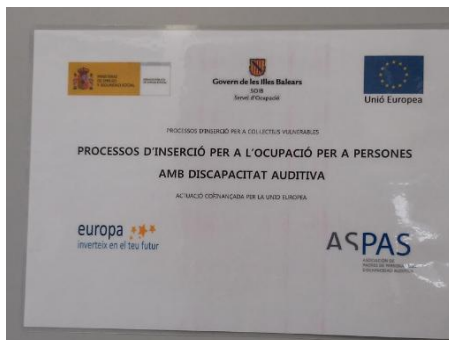 Govern de les Illes Balears
SOIB
Servei d'Ocupació
Unió Europea
PROCESSOS D'INSERCIÓ PER A COL·LECTIUS VULNERABLES
PROCESSOS D'INSERCIÓ PER A L'OCUPACIÓ PER A PERSONES
AMB DISCAPACITAT AUDITIVA
ACTUACIÓ COFINANÇADA PER LA UNIÓ EUROPEA
europa
inverteix en el teu futur
ASPAS